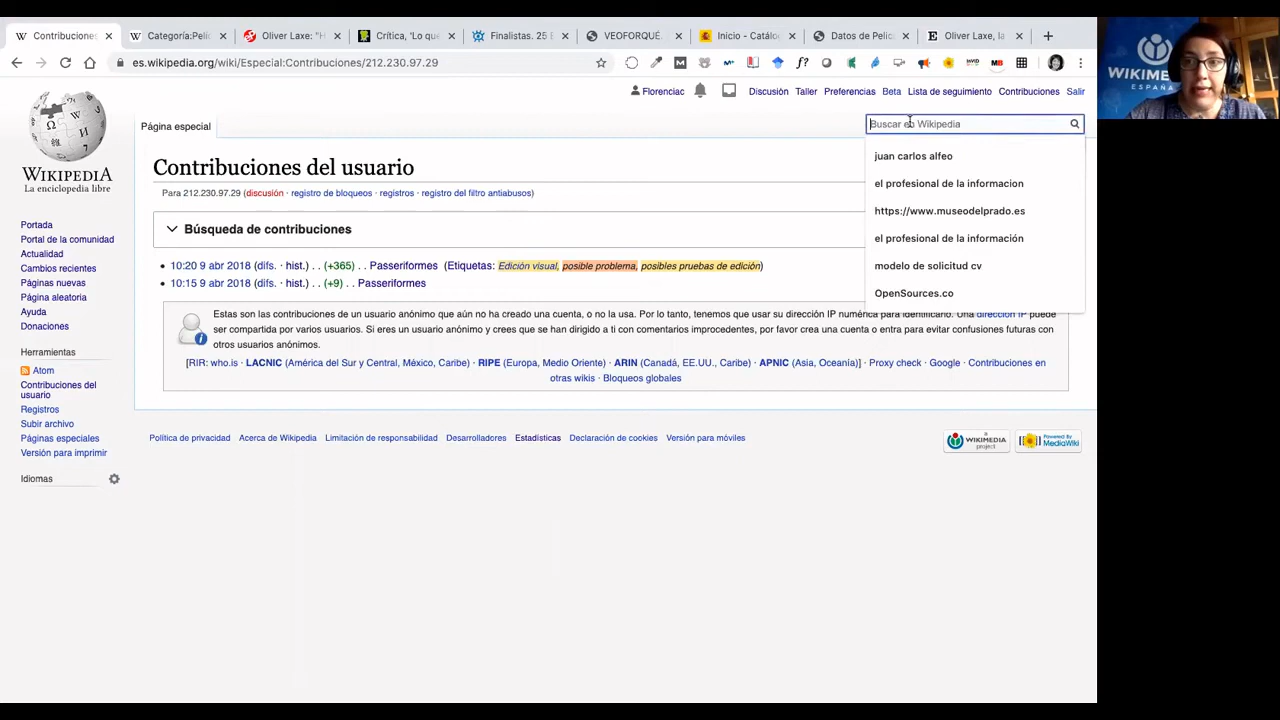 Contribuciones
Categoría:Pelíc
Oliver Laxe: "H
Crítica, 'Lo que
Finalistas. 25 E
VEOFORQUÉ.
Inicio - Catálo
Datos de Pelíc
Oliver Laxe, la
es.wikipedia.org/wiki/Especial:Contribuciones/212.230.97.29
WIKIMEDIA
ESPAÑA
Florenciac
Discusión
Taller
Preferencias
Beta
Lista de seguimiento
Contribuciones
Salir
Página especial
Buscar en Wikipedia
WIKIPEDIA
La enciclopedia libre
juan carlos alfeo
el profesional de la informacion
https://www.museodelprado.es
el profesional de la información
modelo de solicitud cv
OpenSources.co
Contribuciones del usuario
Para 212.230.97.29 (discusión · registro de bloqueos · registros · registro del filtro antiabusos)
Búsqueda de contribuciones
10:20 9 abr 2018 (difs. · hist.) . . (+365) Passeriformes (Etiquetas: Edición visual, posible problema, posibles pruebas de edición)
10:15 9 abr 2018 (difs. · hist.) . . (+9) Passeriformes
Estas son las contribuciones de un usuario anónimo que aún no ha creado una cuenta, o no la usa. Por lo tanto, tenemos que usar su dirección IP numérica para identificarlo. Una dirección IP puede
ser compartida por varios usuarios. Si eres un usuario anónimo y crees que se han dirigido a ti con comentarios improcedentes, por favor crea una cuenta o entra para evitar confusiones futuras con
otros usuarios anónimos.
[RIR: who.is · LACNIC (América del Sur y Central, México, Caribe) · RIPE (Europa, Medio Oriente) · ARIN (Canadá, EE.UU., Caribe) · APNIC (Asia, Oceanía)] · Proxy check · Google · Contribuciones en
otras wikis · Bloqueos globales
Portada
Portal de la comunidad
Actualidad
Cambios recientes
Páginas nuevas
Página aleatoria
Ayuda
Donaciones
Herramientas
Atom
Contribuciones del
usuario
Registros
Subir archivo
Páginas especiales
Versión para imprimir
Idiomas
Política de privacidad
Acerca de Wikipedia
Limitación de responsabilidad
Desarrolladores
Estadísticas
Declaración de cookies
Versión para móviles
A
WIKIMEDIA
project
Powered By
MediaWiki